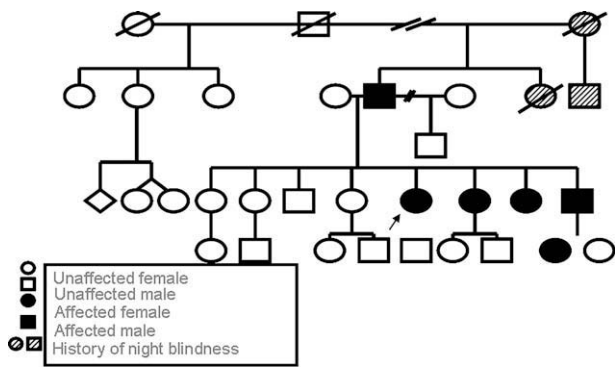 Unaffected female
Unaffected male
Affected female
Affected male
History of night blindness